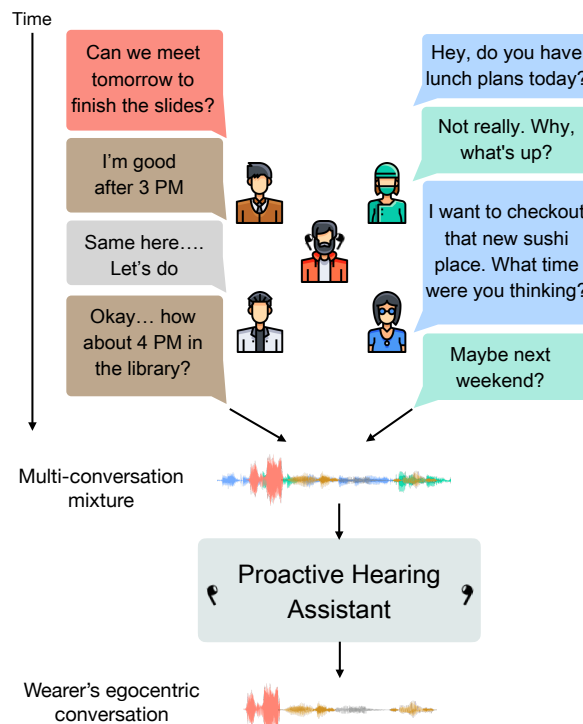 Time
Can we meet
tomorrow to
finish the slides?
I'm good
after 3 PM
Same here....
Let's do
Okay... how
about 4 PM in
the library?
Hey, do you have
lunch plans today?
Not really. Why,
what's up?
I want to checkout
that new sushi
place. What time
were you thinking?
Maybe next
weekend?
Multi-conversation
mixture
Proactive Hearing
Assistant
Wearer's egocentric
conversation